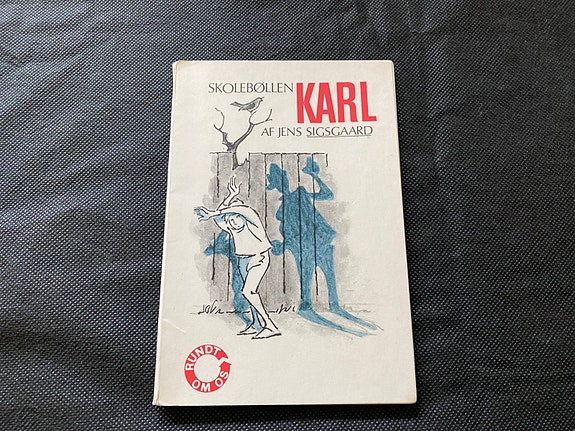 SKOLEBØLLEN
KARL
AF JENS SIGSGAARD
RUNDT
OM OS